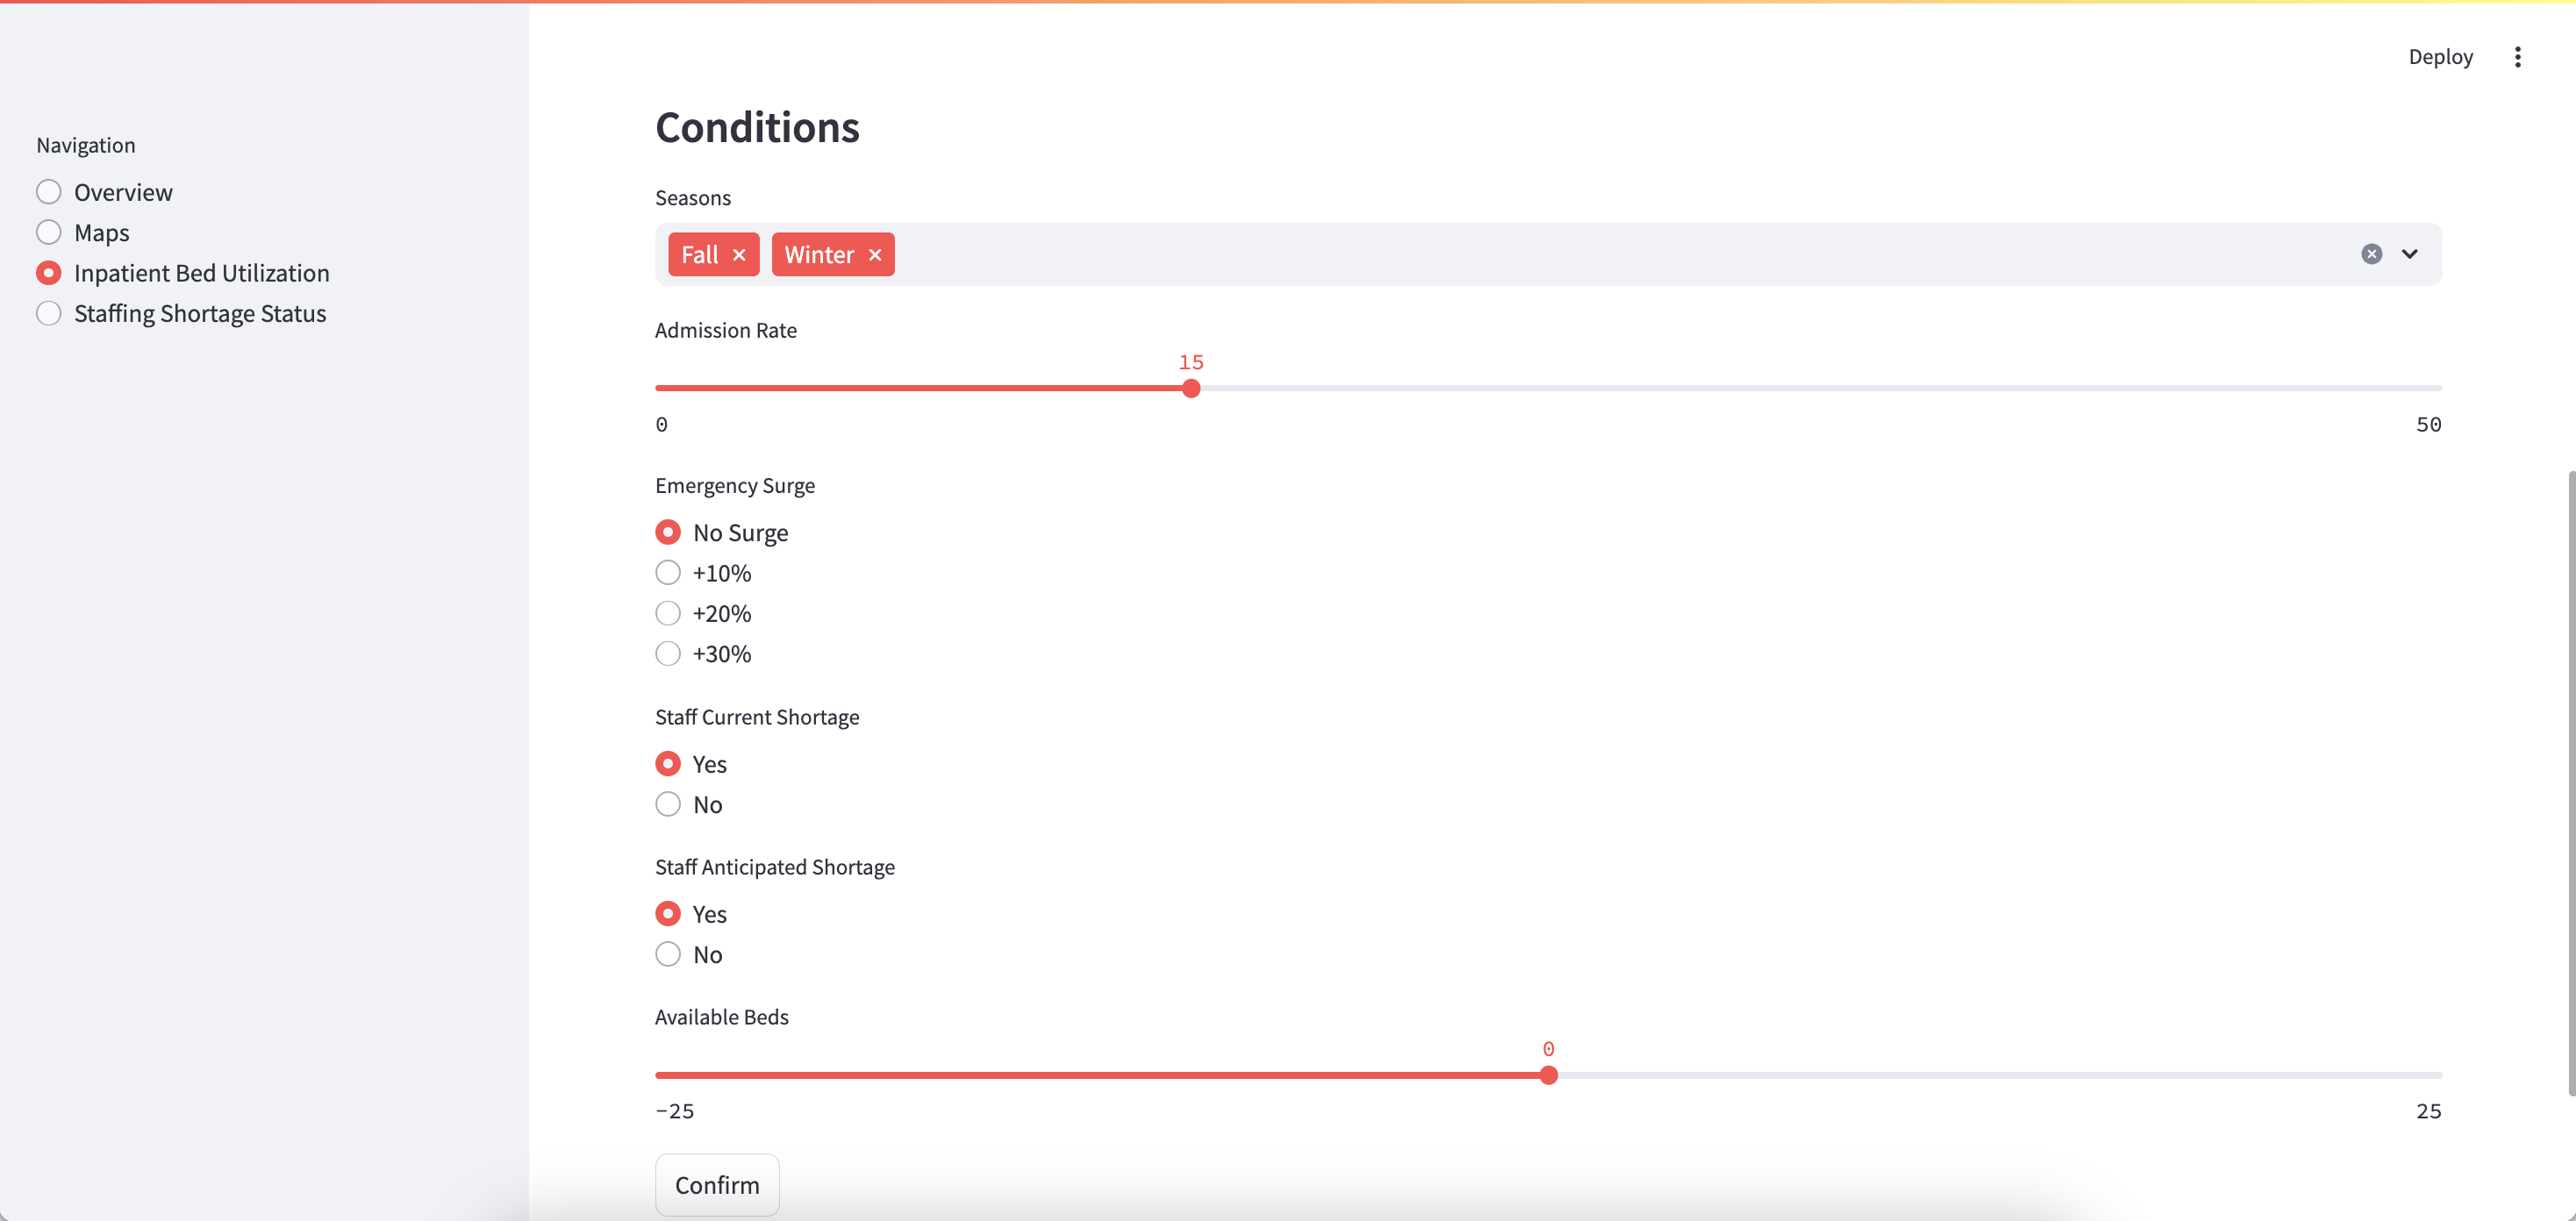 Deploy
Navigation
Overview
Maps
Inpatient Bed Utilization
Staffing Shortage Status
Conditions
Seasons
Fall Winter
Admission Rate
15
0 50
Emergency Surge
No Surge
+10%
+20%
+30%
Staff Current Shortage
Yes
No
Staff Anticipated Shortage
Yes
No
Available Beds
0
-25 25
Confirm